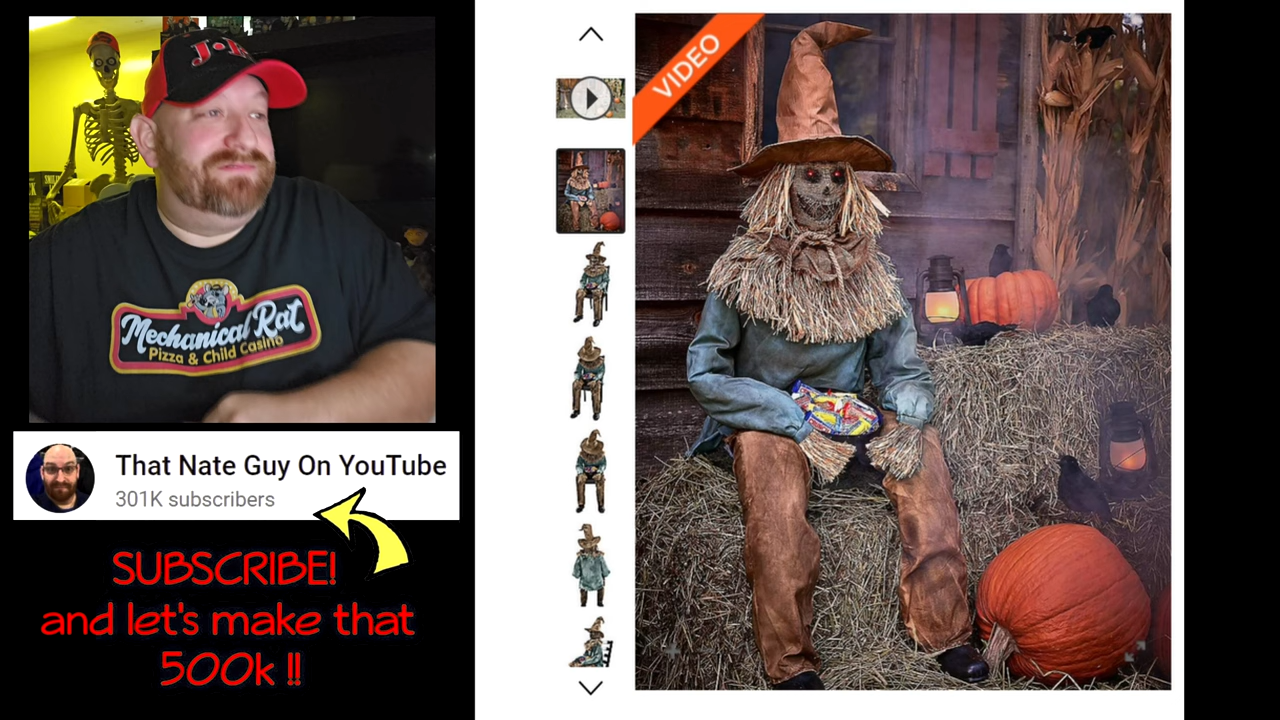 J
Mechanical Rat
Pizza & Child Casino
That Nate Guy On YouTube
301K subscribers
SUBSCRIBE!
and let's make that
500k !!
VIDEO